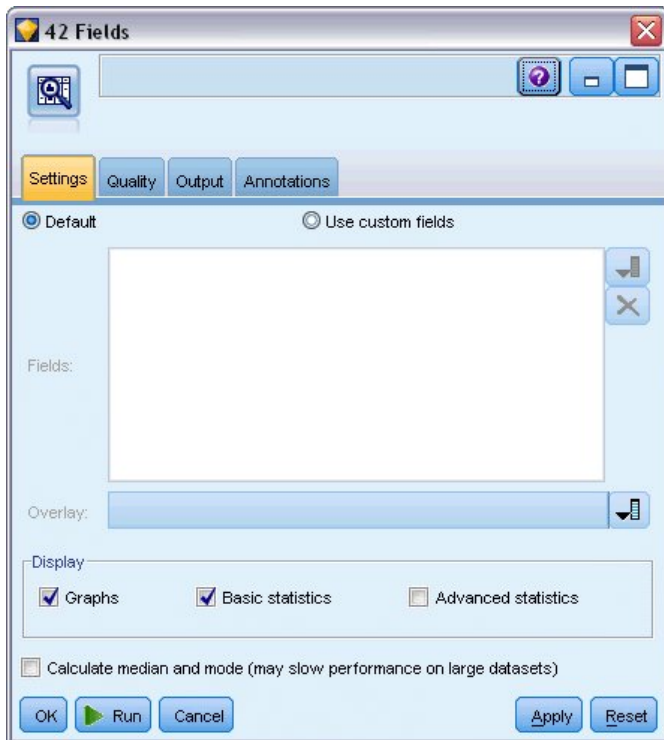 42 Fields
Settings Quality Output Annotations
Default Use custom fields
Fields:
Overlay:
Display
Graphs Basic statistics Advanced statistics
Calculate median and mode (may slow performance on large datasets)
OK Run Cancel Apply Reset